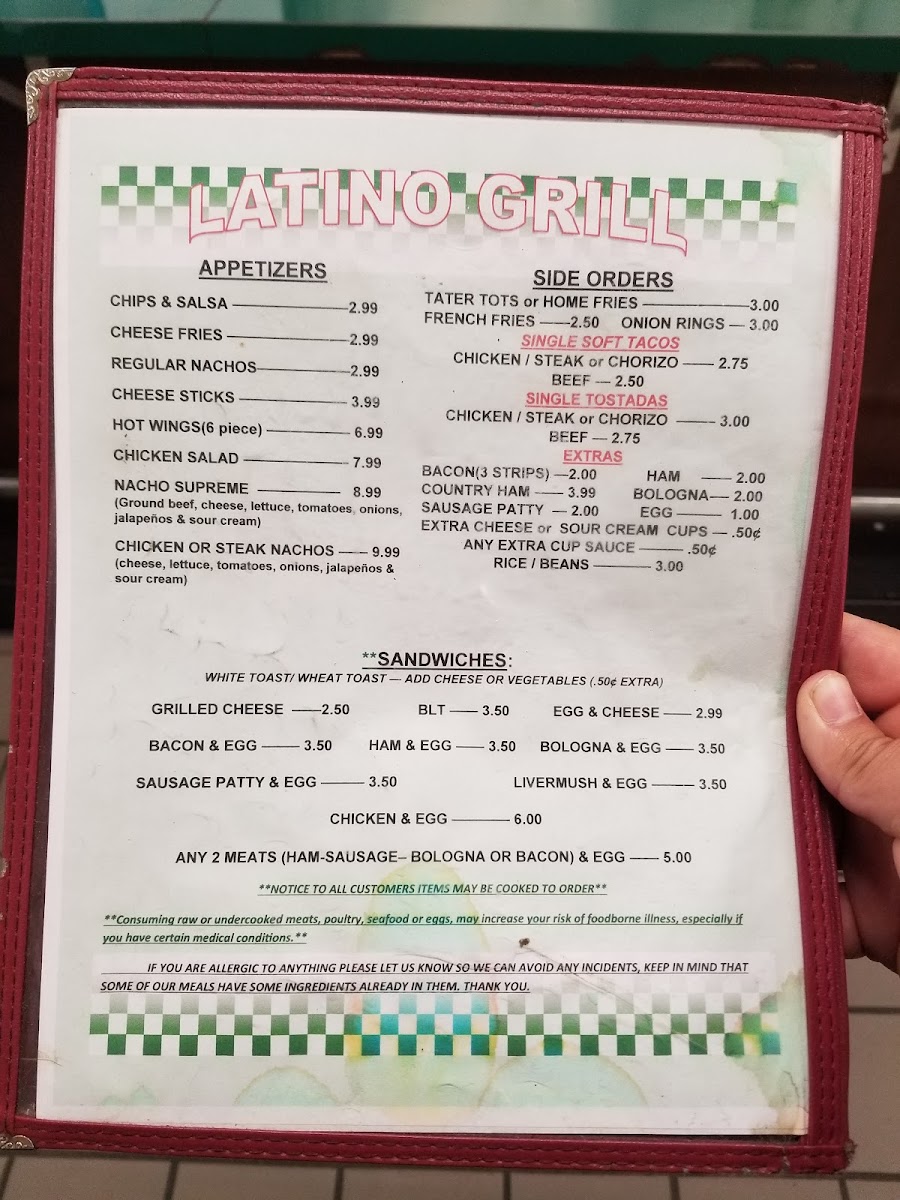 LATINO GRILL
APPETIZERS
CHIPS & SALSA 2.99
CHEESE FRIES 2.99
REGULAR NACHOS 2.99
CHEESE STICKS 3.99
HOT WINGS(6 piece) 6.99
CHICKEN SALAD 7.99
NACHO SUPREME 8.99
(Ground beef, cheese, lettuce, tomatoes, onions,
jalapeños & sour cream)
CHICKEN OR STEAK NACHOS 9.99
(cheese, lettuce, tomatoes, onions, jalapeños &
sour cream)
SIDE ORDERS
TATER TOTS or HOME FRIES 3.00
FRENCH FRIES 2.50 ONION RINGS 3.00
SINGLE SOFT TACOS
CHICKEN / STEAK or CHORIZO 2.75
BEEF — 2.50
SINGLE TOSTADAS
CHICKEN / STEAK or CHORIZO 3.00
BEEF — 2.75
EXTRAS
BACON(3 STRIPS) 2.00 HAM 2.00
COUNTRY HAM 3.99 BOLOGNA 2.00
SAUSAGE PATTY 2.00 EGG 1.00
EXTRA CHEESE or SOUR CREAM CUPS .50¢
ANY EXTRA CUP SAUCE .50¢
RICE / BEANS 3.00
**SANDWICHES:
WHITE TOAST/ WHEAT TOAST — ADD CHEESE OR VEGETABLES (.50¢ EXTRA)
GRILLED CHEESE 2.50 BLT 3.50 EGG & CHEESE 2.99
BACON & EGG 3.50 HAM & EGG 3.50 BOLOGNA & EGG 3.50
SAUSAGE PATTY & EGG 3.50 LIVERMUSH & EGG 3.50
CHICKEN & EGG 6.00
ANY 2 MEATS (HAM-SAUSAGE– BOLOGNA OR BACON) & EGG 5.00
**NOTICE TO ALL CUSTOMERS ITEMS MAY BE COOKED TO ORDER**
**Consuming raw or undercooked meats, poultry, seafood or eggs, may increase your risk of foodborne illness, especially if
you have certain medical conditions.**
IF YOU ARE ALLERGIC TO ANYTHING PLEASE LET US KNOW SO WE CAN AVOID ANY INCIDENTS, KEEP IN MIND THAT
SOME OF OUR MEALS HAVE SOME INGREDIENTS ALREADY IN THEM. THANK YOU.